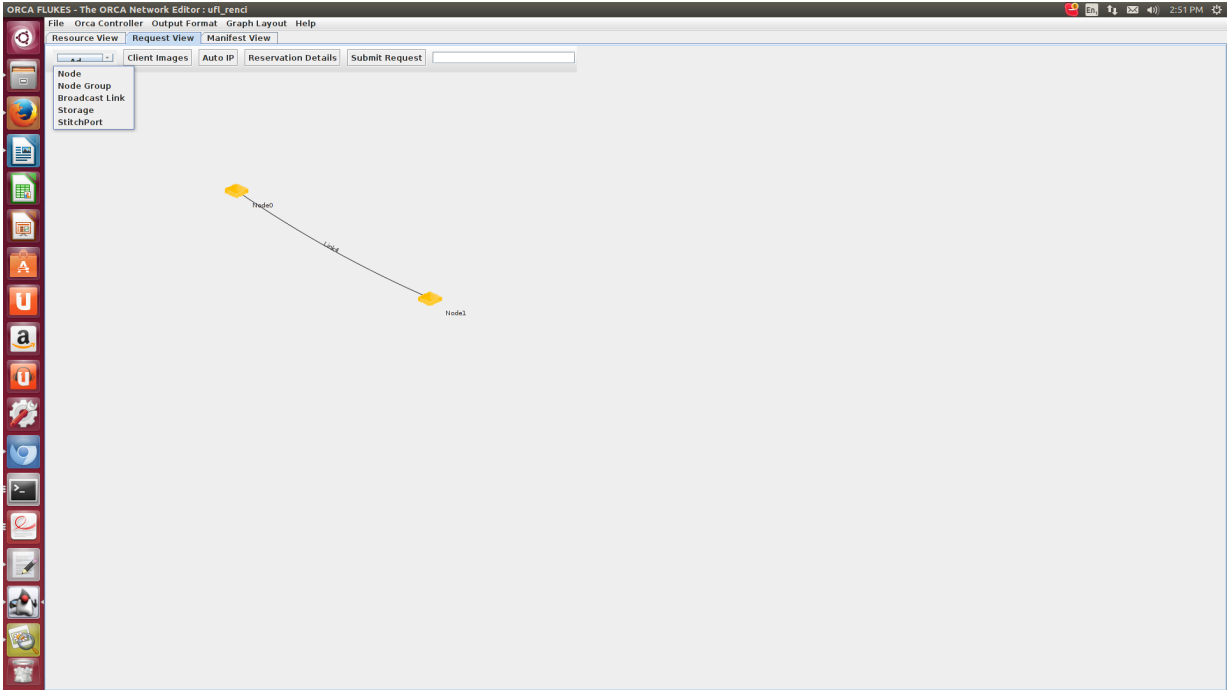 ORCA FLUKES - The ORCA Network Editor : ufl_renci
En
2:51 PM
File Orca Controller Output Format Graph Layout Help
Resource View Request View Manifest View
Client Images Auto IP Reservation Details Submit Request
Node
Node Group
Broadcast Link
Storage
StitchPort
Node0
Link4
Node1